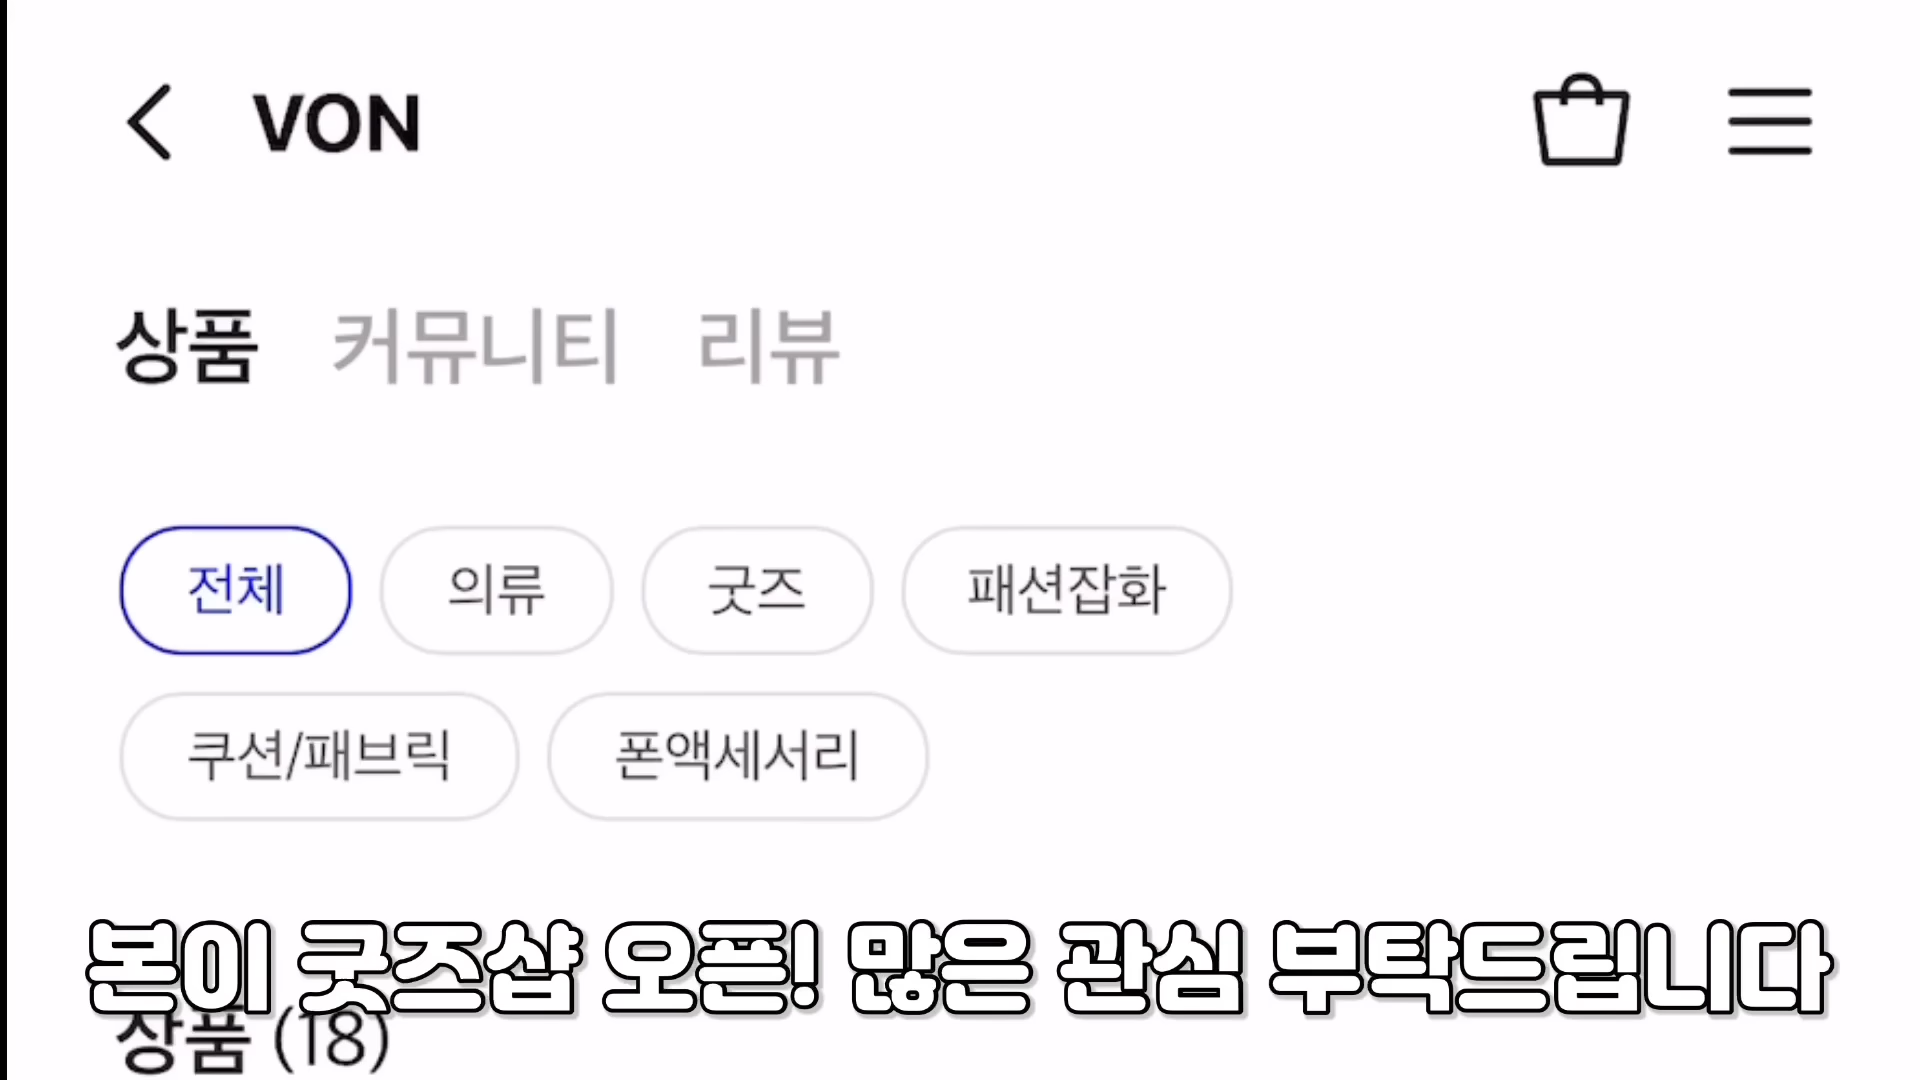 VON
상품 커뮤니티 리뷰
전체 의류 굿즈 패션잡화
쿠션/패브릭 폰액세서리
본이 굿즈샵 오픈! 많은 관심 부탁드립니다
상품 (18)